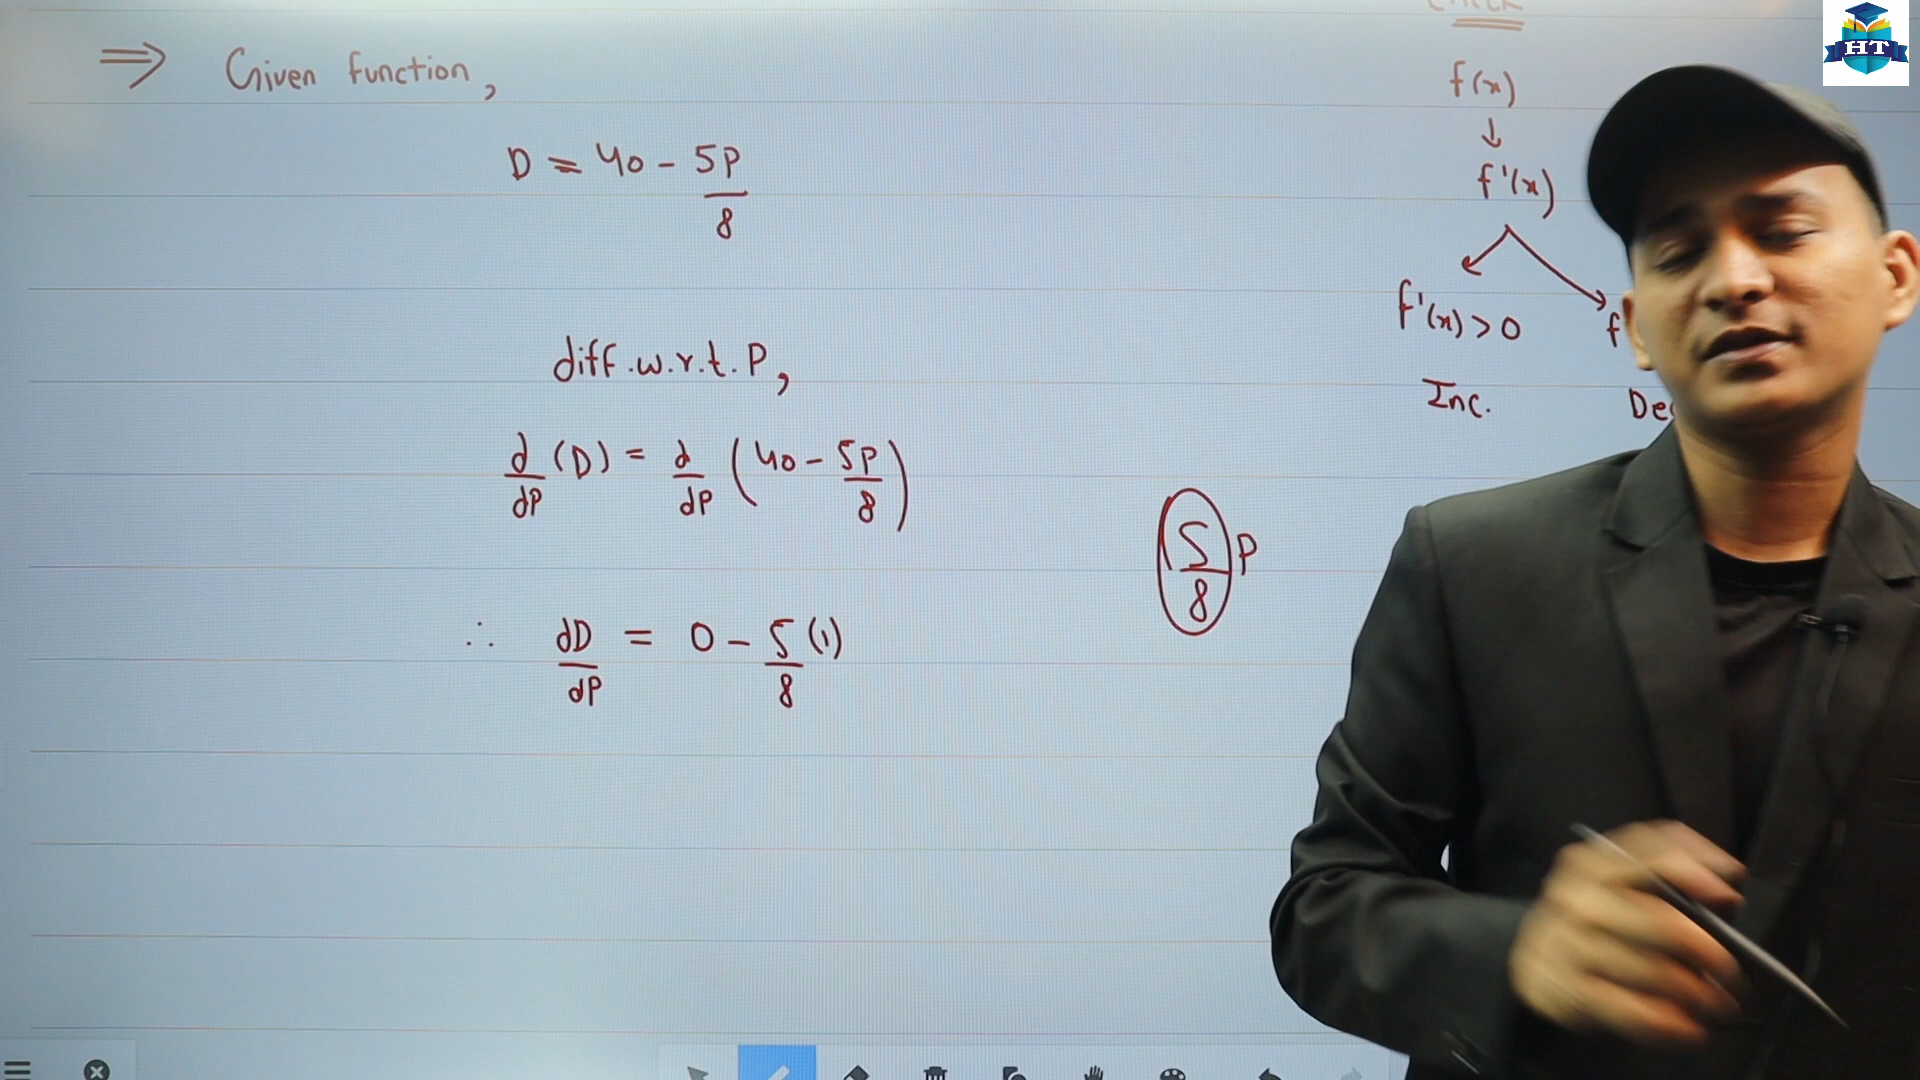 ⇒ Given function,
D = 40 - 5P/8
diff. w.r.t. P,
d/dP (D) = d/dP (40 - 5P/8)
∴ dD/dP = 0 - 5/8 (1)
5/8 P
f(x)
↓
f'(x)
f'(x) > 0 f
Inc. Dec
HT